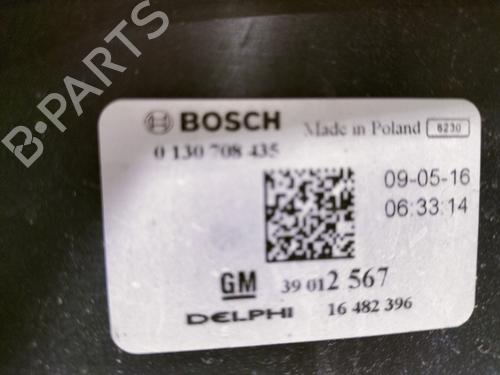 B-PARTS
BOSCH Made in Poland 6230
0 130 708 435
09-05-16
06:33:14
GM 39 012 567
DELPHI 16 482 396